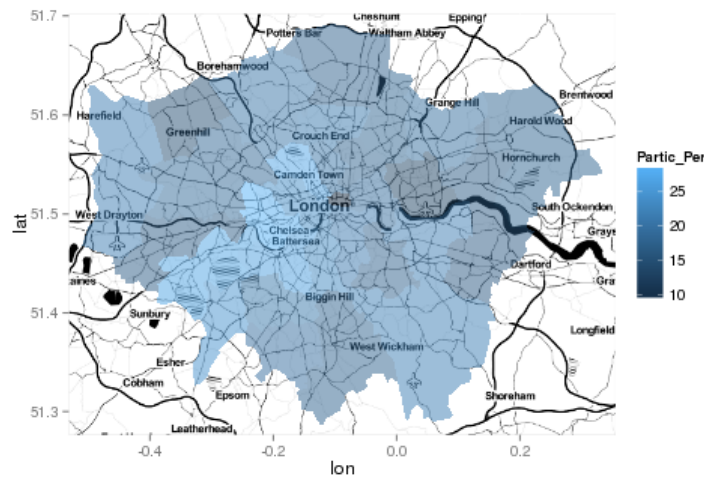 51.7
Cheshunt
Epping
Potters Bar
Waltham Abbey
Borehamwood
Brentwood
51.6
Harefield
Grange Hill
Harold Wood
Greenhill
Crouch End
Hornchurch
Partic_Per
Camden Town
25
51.5
West Drayton
London
South Ockendon
20
lat
Chelsea
Battersea
Grays
15
aines
Dartford
Gra
10
51.4
Sunbury
Biggin Hill
Longfield
West Wickham
Esher
Cobham
Epsom
Shoreham
51.3
Leatherhead
-0.4
-0.2
0.0
0.2
lon